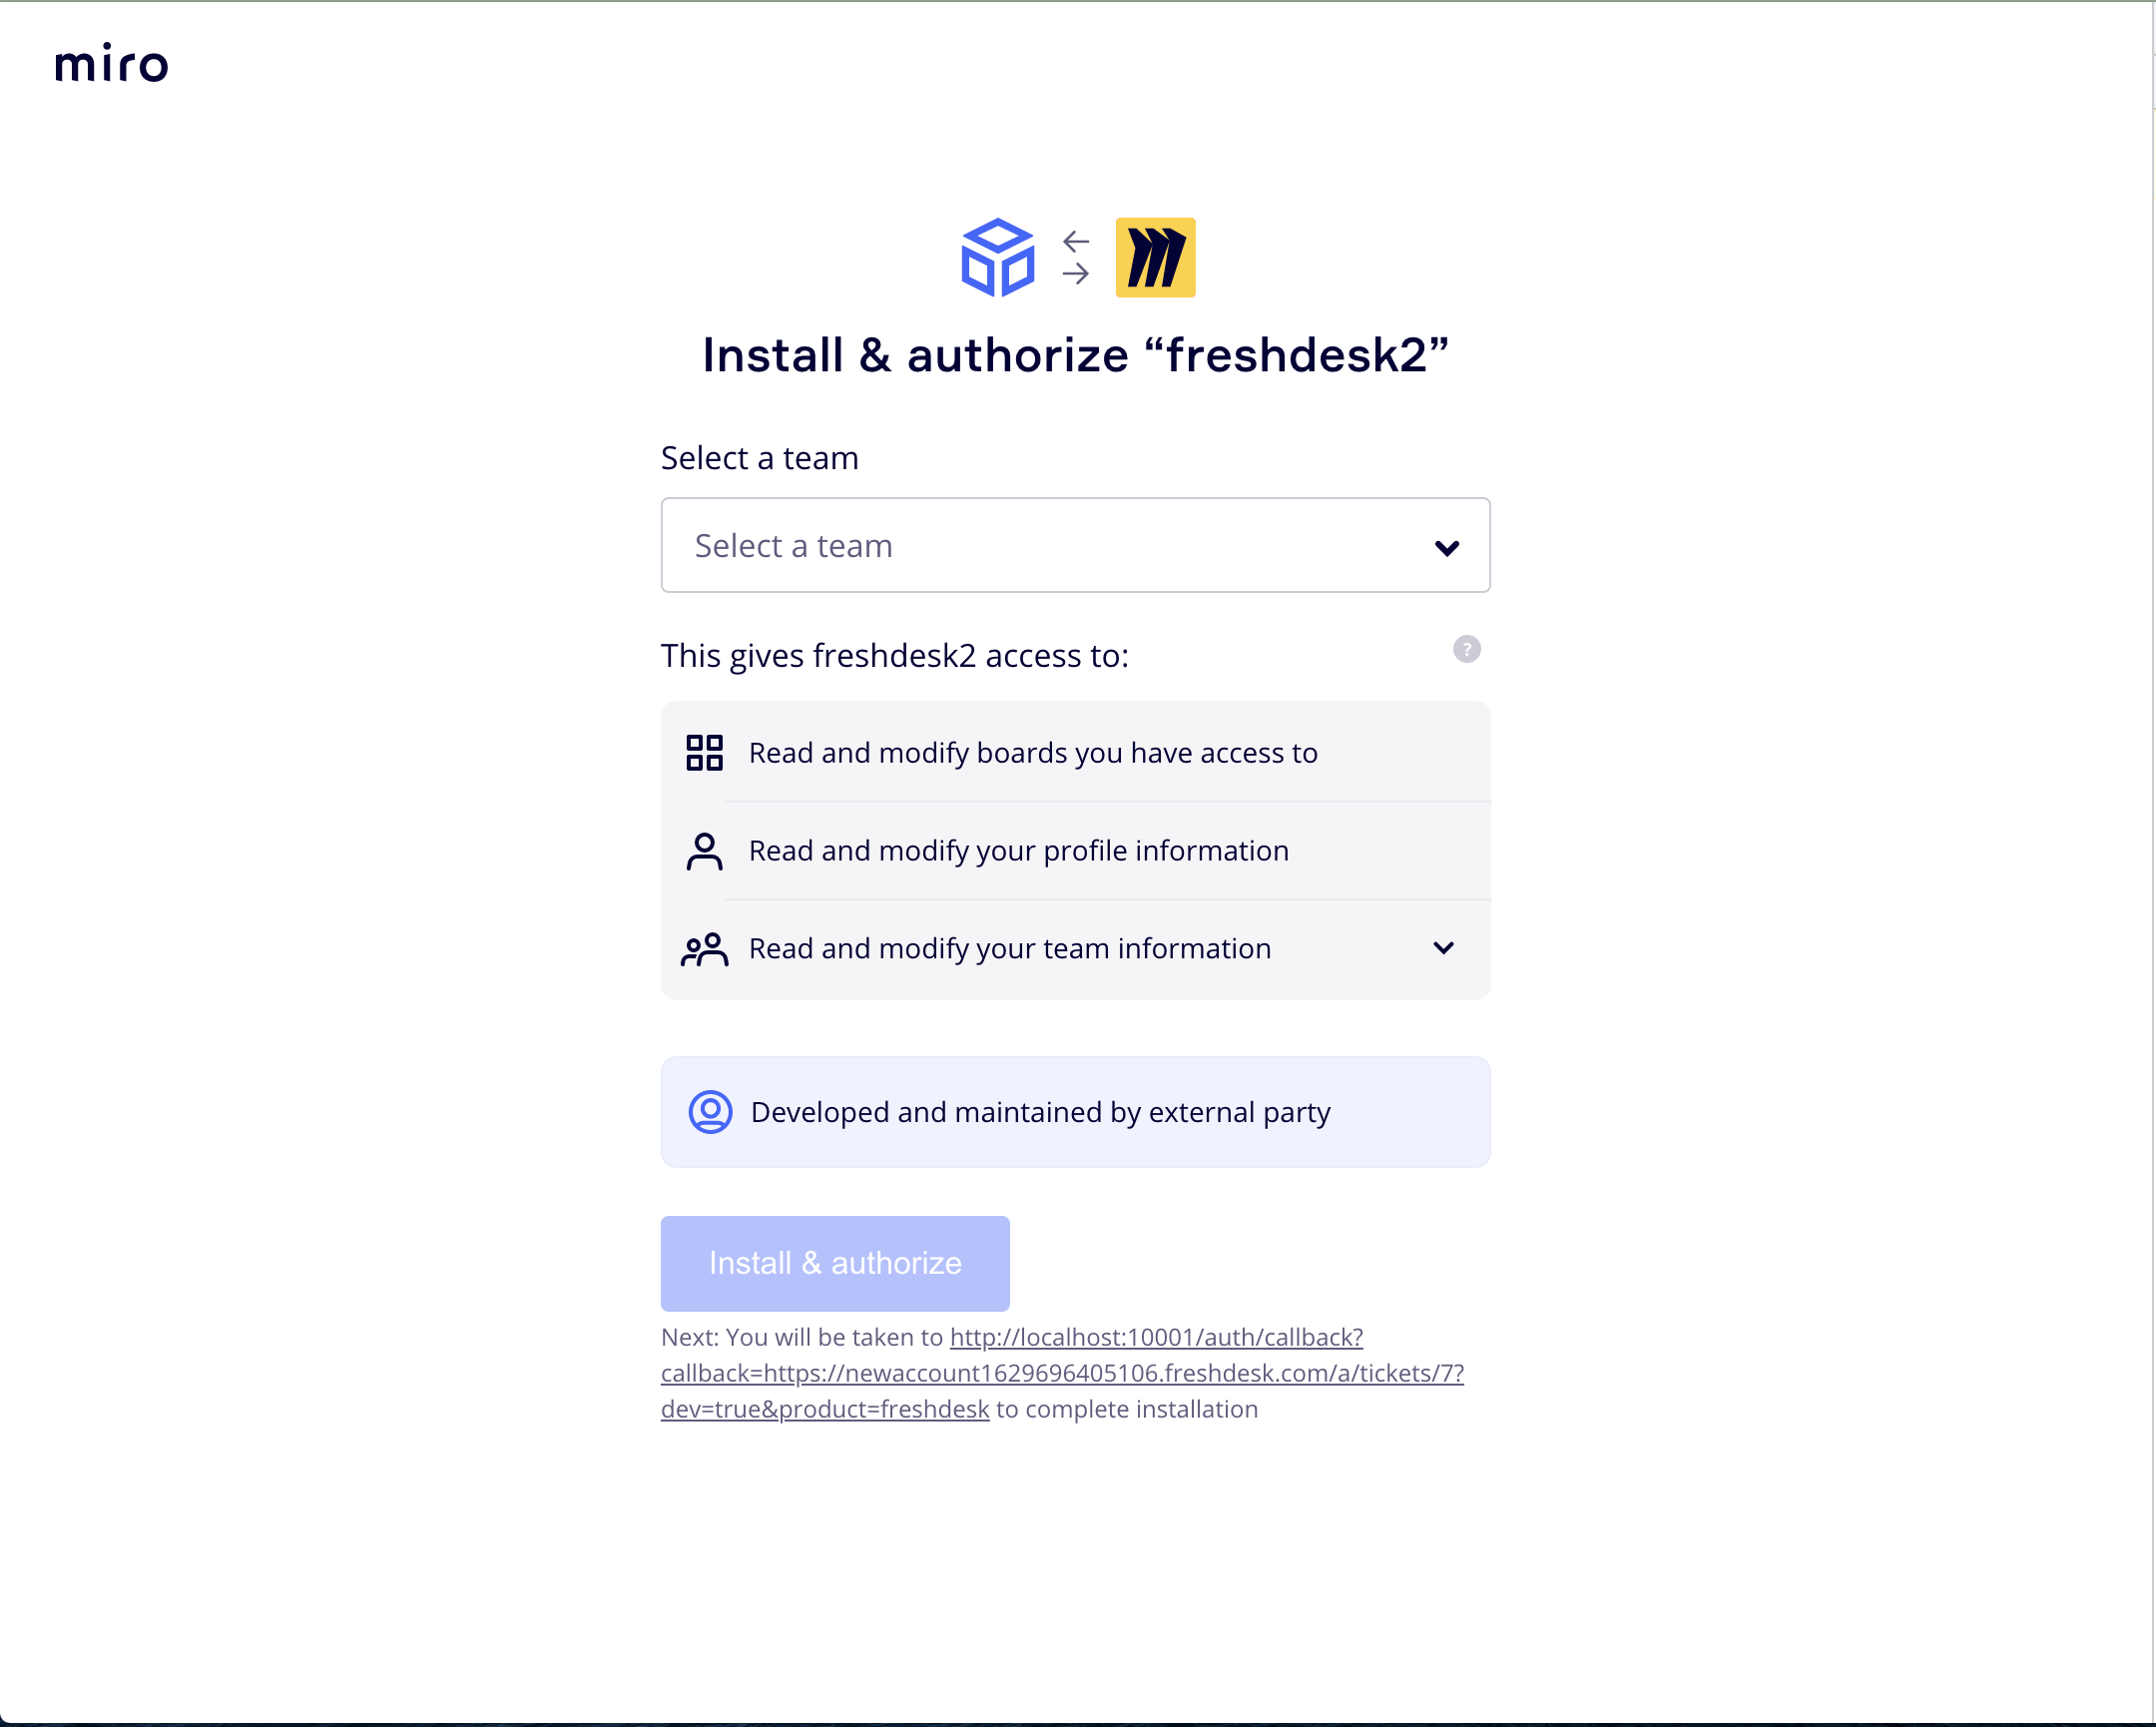 miro
Install & authorize “freshdesk2”
Select a team
Select a team
This gives freshdesk2 access to:
?
Read and modify boards you have access to
Read and modify your profile information
Read and modify your team information
Developed and maintained by external party
Install & authorize
Next: You will be taken to http://localhost:10001/auth/callback?
callback=https://newaccount1629696405106.freshdesk.com/a/tickets/7?
dev=true&product=freshdesk to complete installation